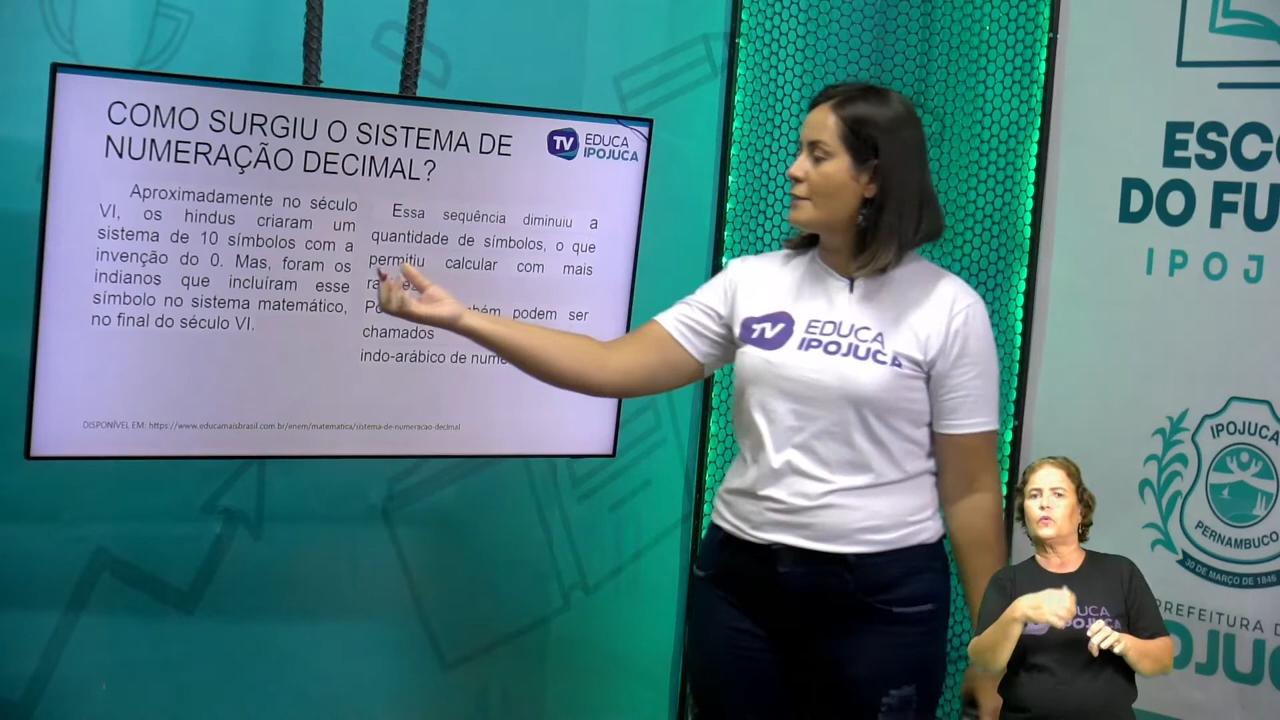 COMO SURGIU O SISTEMA DE
NUMERAÇÃO DECIMAL?
TV EDUCA
IPOJUCA
Aproximadamente no século
VI, os hindus criaram um
sistema de 10 símbolos com a
invenção do 0. Mas, foram os
indianos que incluíram esse
símbolo no sistema matemático,
no final do século VI.
Essa sequência diminuiu a
quantidade de símbolos, o que
permitiu calcular com mais
podem ser
chamados
indo-arábico de
DISPONÍVEL EM: https://www.educamaisbrasil.com.br/enem/matematica/sistema-de-numeracao-decimal
TV EDUCA
IPOJUCA
ESCO
DO FU
IPOJ
IPOJUCA
PERNAMBUCO
30 DE MARÇO DE 1846
PREFEITURA D
OJUC
EDUCA
IPOJUCA